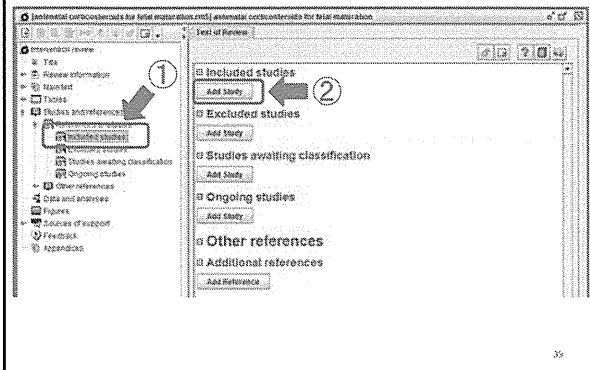 [antenatal corticosteroids for fetal maturation.rm5] antenatal corticosteroids for fetal maturation
Text of Review
Intervention review
Title
Review information
Main text
Tables
Studies and references
Included studies
Studies awaiting classification
Ongoing studies
Other references
Data and analyses
Figures
Sources of support
Feedback
Appendices
①
Included studies
Add Study
②
Excluded studies
Add Study
Studies awaiting classification
Add Study
Ongoing studies
Add Study
Other references
Additional references
Add Reference